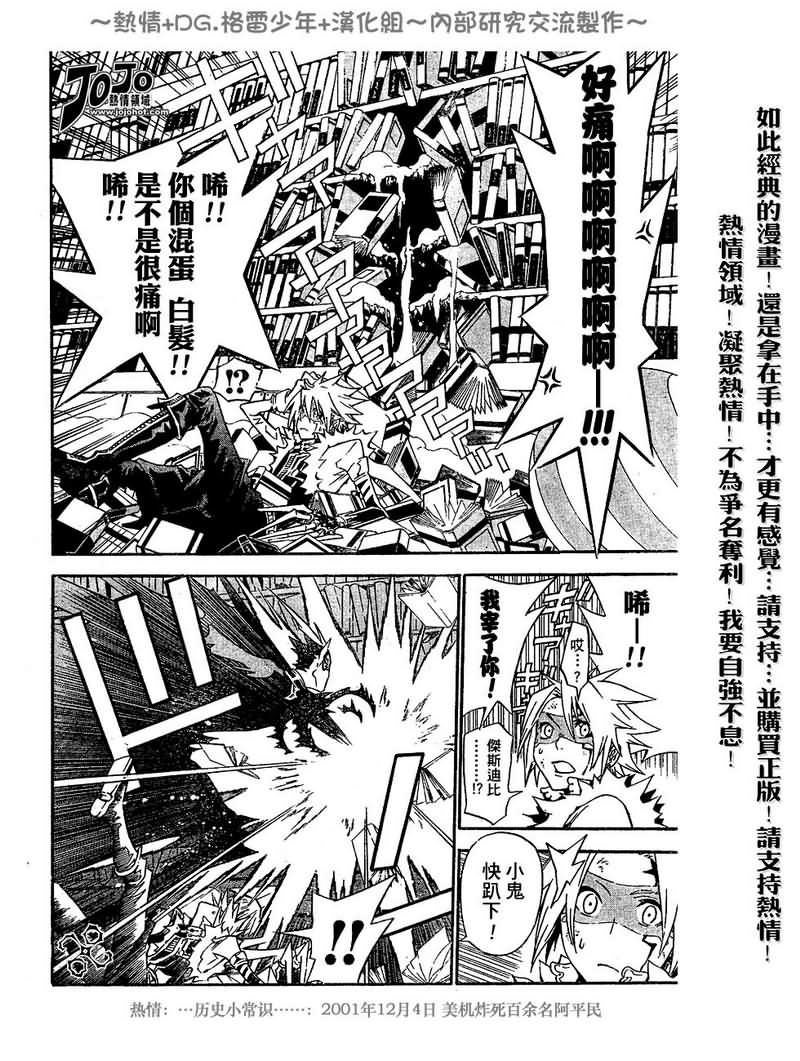 ～熱情+DG.格雷少年+漢化組～內部研究交流製作～
JOJO
熱情領域
www.jojohot.com
好痛啊啊啊啊啊啊—!!!
唏!!
你個混蛋 白髮!!
是不是很痛啊
唏!!
!?
唏—!!
哎…?
我宰了你!
傑斯迪比……!?
小鬼
快趴下!
!!
如此經典的漫畫！還是拿在手中…才更有感覺…請支持…並購買正版！請支持熱情！
熱情領域！凝聚熱情！不為爭名奪利！我要自強不息！
熱情：…历史小常识……：2001年12月4日 美机炸死百余名阿平民